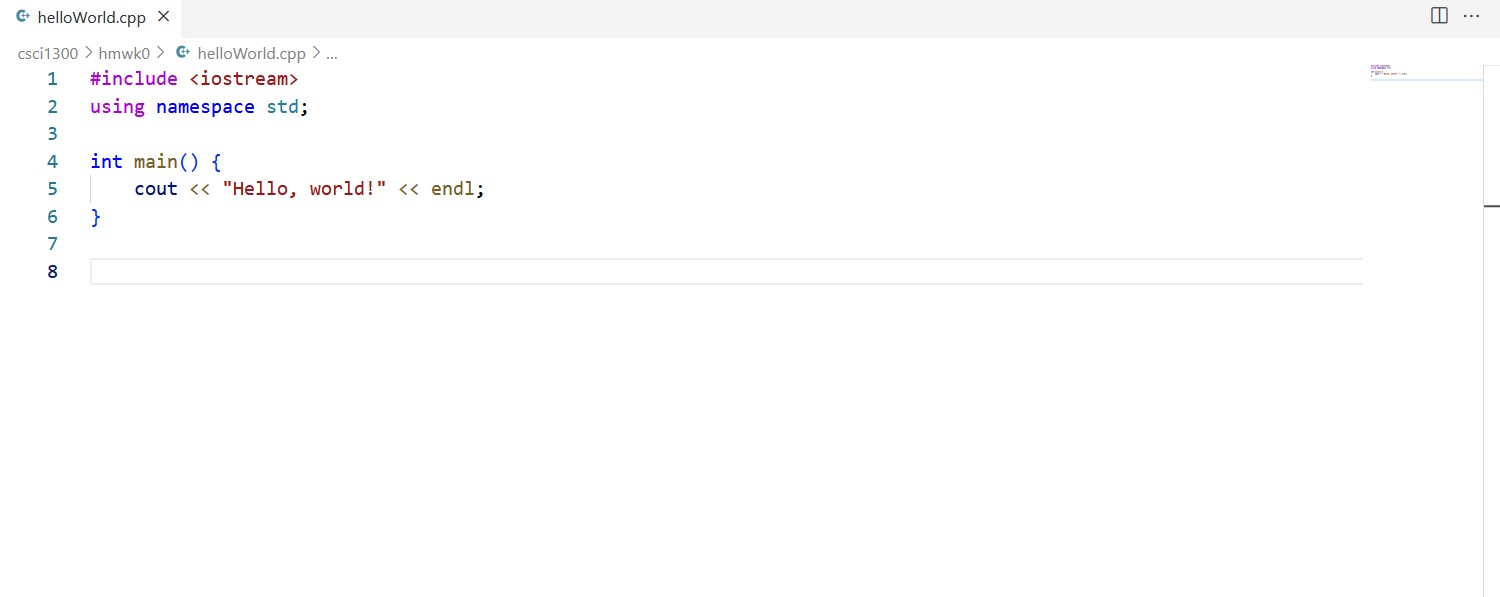 helloWorld.cpp
csci1300 > hmwk0 > helloWorld.cpp > ...
1 #include <iostream>
2 using namespace std;
3
4 int main() {
5     cout << "Hello, world!" << endl;
6 }
7
8